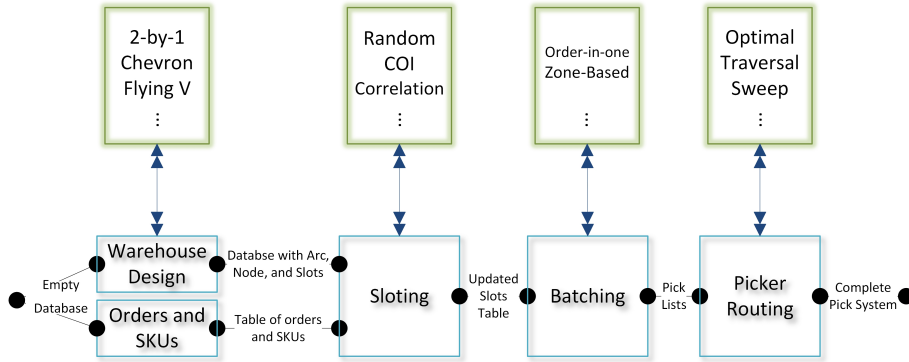 2-by-1
Chevron
Flying V
⋮
Random
COI
Correlation
⋮
Order-in-one
Zone-Based
⋮
Optimal
Traversal
Sweep
⋮
Empty
Database
Warehouse
Design
Orders and
SKUs
Databse with Arc,
Node, and Slots
Table of orders
and SKUs
Sloting
Updated
Slots
Table
Batching
Pick
Lists
Picker
Routing
Complete
Pick System